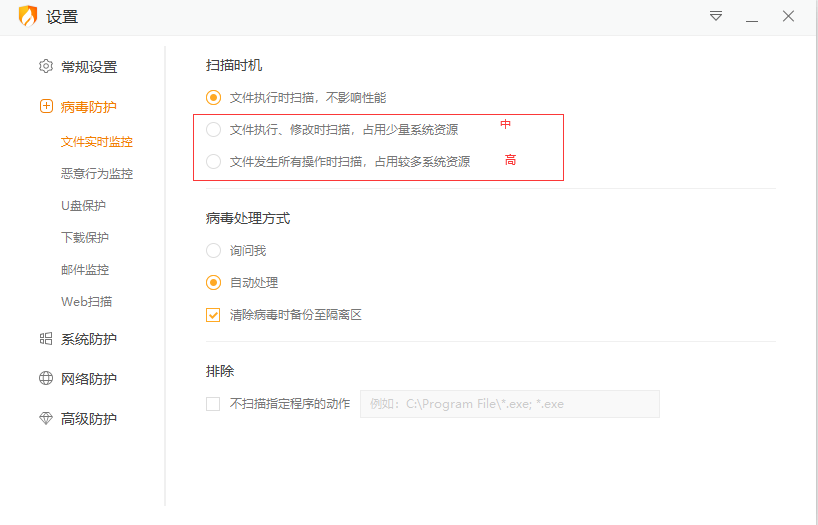 设置
常规设置
病毒防护
文件实时监控
恶意行为监控
U盘保护
下载保护
邮件监控
Web扫描
系统防护
网络防护
高级防护
扫描时机
文件执行时扫描，不影响性能
文件执行、修改时扫描，占用少量系统资源 中
文件发生所有操作时扫描，占用较多系统资源 高
病毒处理方式
询问我
自动处理
清除病毒时备份至隔离区
排除
不扫描指定程序的动作 例如：C:\Program File\*.exe; *.exe